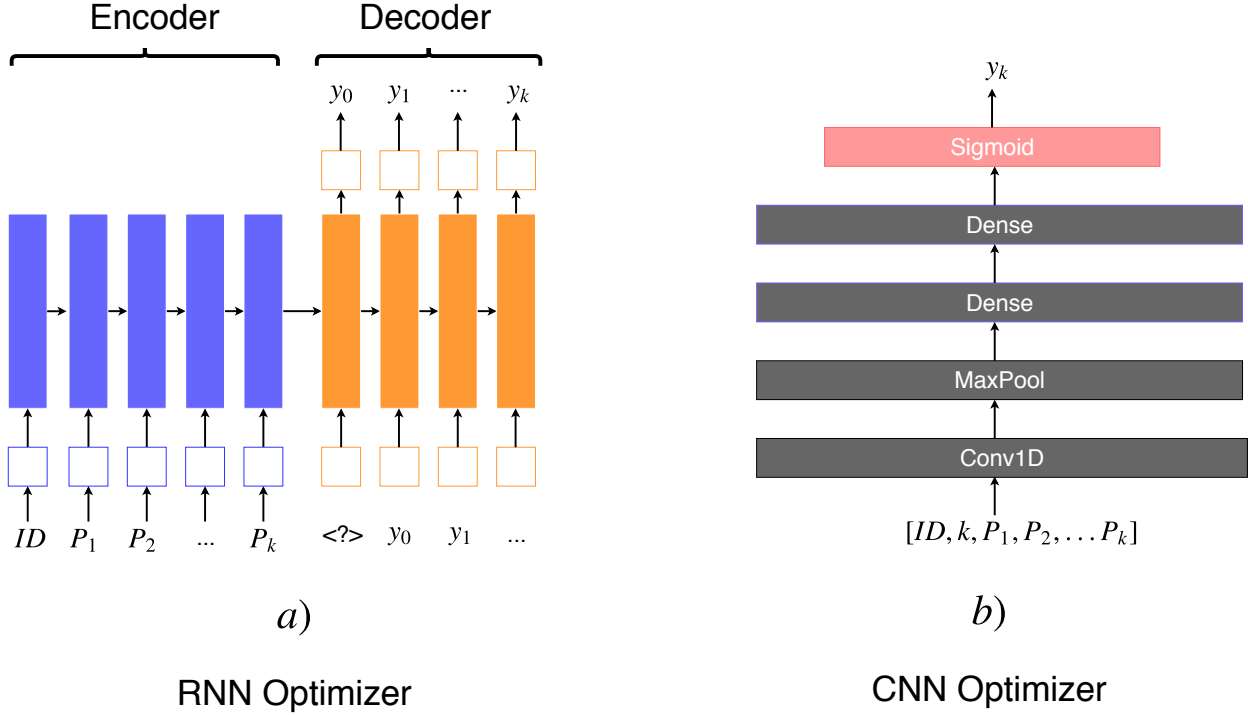 Encoder Decoder
y0 y1 ... yk
ID P1 P2 ... Pk <?> y0 y1 ...
a)
RNN Optimizer
yk
Sigmoid
Dense
Dense
MaxPool
Conv1D
[ID, k, P1, P2, ... Pk]
b)
CNN Optimizer